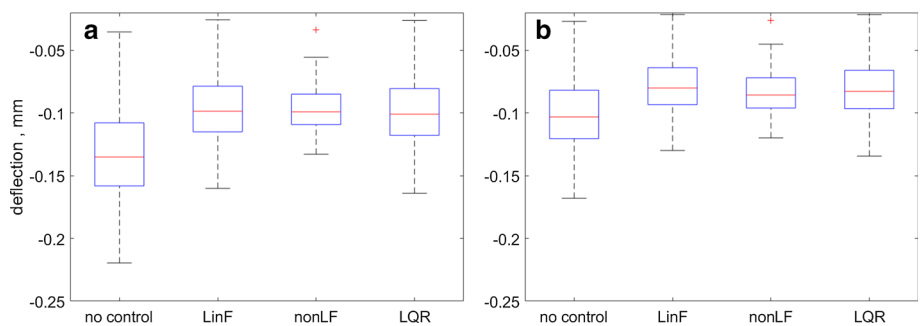 a
b
-0.05
-0.1
-0.15
-0.2
-0.25
deflection , mm
no control LinF nonLF LQR
-0.05
-0.1
-0.15
-0.2
-0.25
no control LinF nonLF LQR